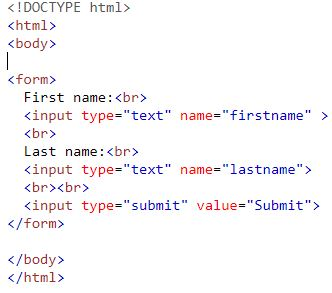 <!DOCTYPE html>
<html>
<body>
<form>
First name:<br>
<input type="text" name="firstname" >
<br>
Last name:<br>
<input type="text" name="lastname">
<br><br>
<input type="submit" value="Submit">
</form>
</body>
</html>